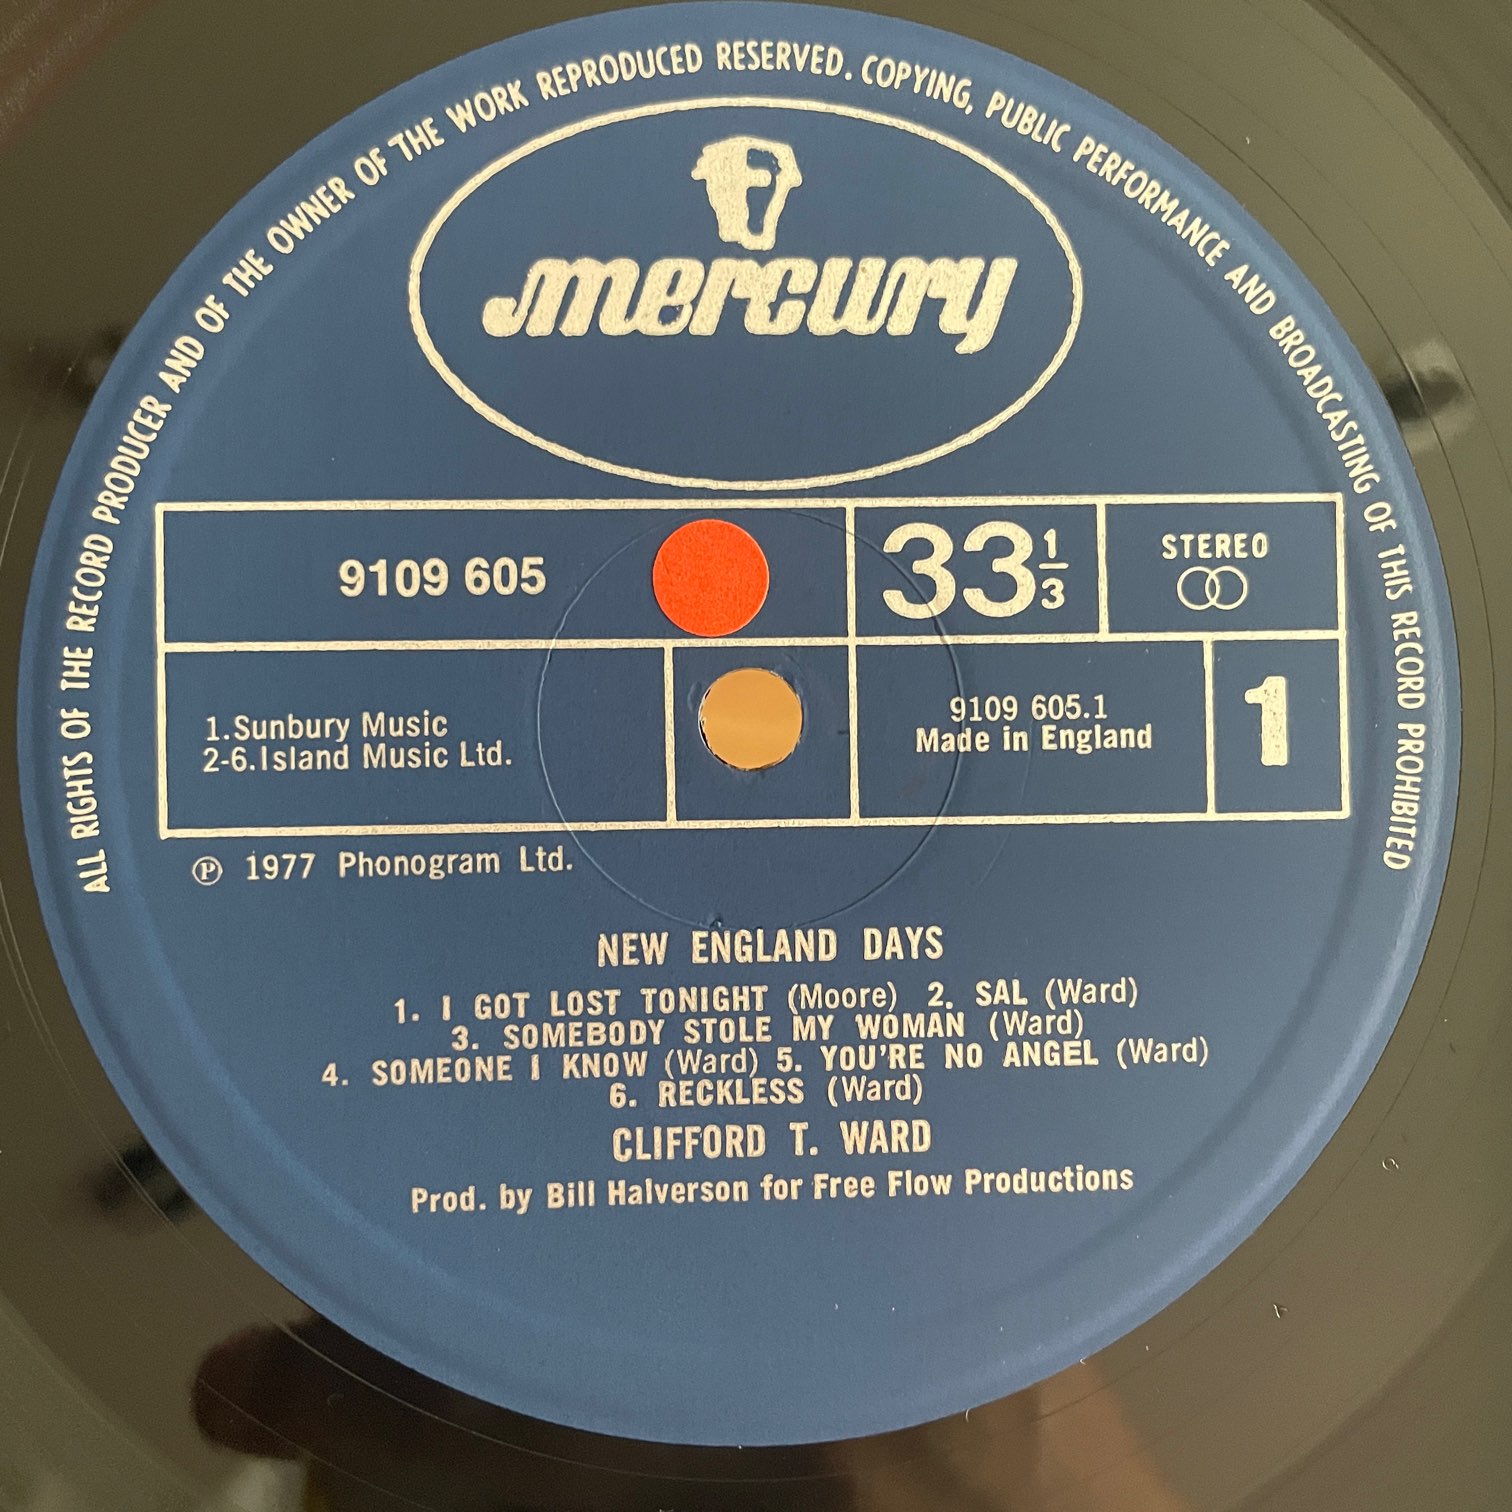 ALL RIGHTS OF THE RECORD PRODUCER AND OF THE OWNER OF THE WORK REPRODUCED RESERVED. COPYING, PUBLIC PERFORMANCE AND BROADCASTING OF THIS RECORD PROHIBITED
mercury
9109 605
33 1/3
STEREO
1.Sunbury Music
2-6.Island Music Ltd.
9109 605.1
Made in England
1
℗ 1977 Phonogram Ltd.
NEW ENGLAND DAYS
1. I GOT LOST TONIGHT (Moore) 2. SAL (Ward)
3. SOMEBODY STOLE MY WOMAN (Ward)
4. SOMEONE I KNOW (Ward) 5. YOU'RE NO ANGEL (Ward)
6. RECKLESS (Ward)
CLIFFORD T. WARD
Prod. by Bill Halverson for Free Flow Productions